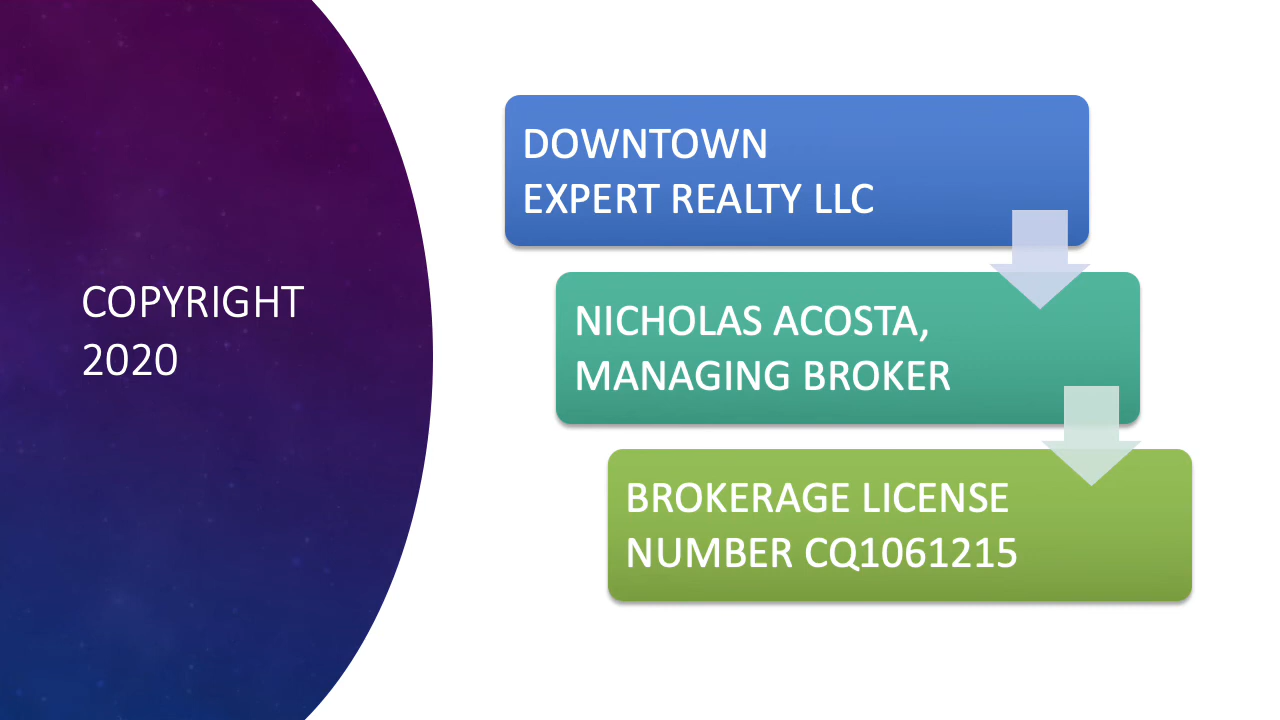 COPYRIGHT
2020
DOWNTOWN
EXPERT REALTY LLC
NICHOLAS ACOSTA,
MANAGING BROKER
BROKERAGE LICENSE
NUMBER CQ1061215